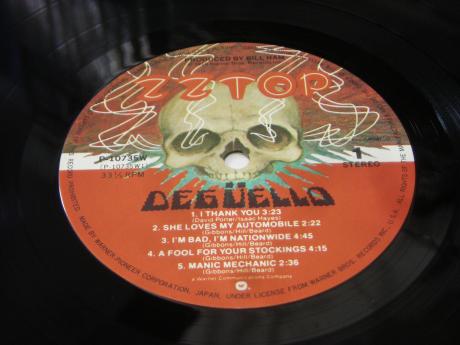 PRODUCED BY BILL HAM
ZZ TOP
P-10736W
33⅓ RPM
1
STEREO
DEGÜELLO
1. I THANK YOU 3:23
(David Porter/Isaac Hayes)
2. SHE LOVES MY AUTOMOBILE 2:22
(Gibbons/Hill/Beard)
3. I'M BAD, I'M NATIONWIDE 4:45
(Gibbons/Hill/Beard)
4. A FOOL FOR YOUR STOCKINGS 4:15
(Gibbons/Hill/Beard)
5. MANIC MECHANIC 2:36
(Gibbons/Hill/Beard)
a Warner Communications Company
MADE BY WARNER-PIONEER CORPORATION, JAPAN, UNDER LICENSE FROM WARNER BROS. RECORDS INC. U.S.A. ALL RIGHTS OF THE